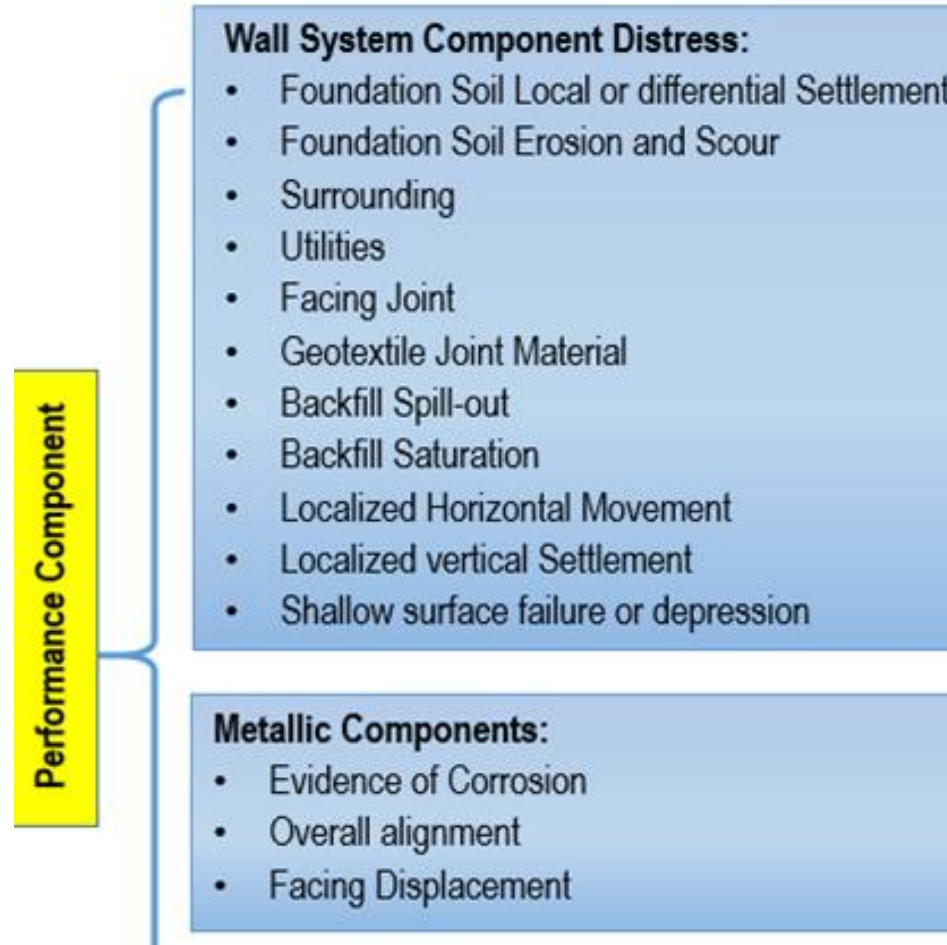 Performance Component
Wall System Component Distress:
• Foundation Soil Local or differential Settlement
• Foundation Soil Erosion and Scour
• Surrounding
• Utilities
• Facing Joint
• Geotextile Joint Material
• Backfill Spill-out
• Backfill Saturation
• Localized Horizontal Movement
• Localized vertical Settlement
• Shallow surface failure or depression
Metallic Components:
• Evidence of Corrosion
• Overall alignment
• Facing Displacement